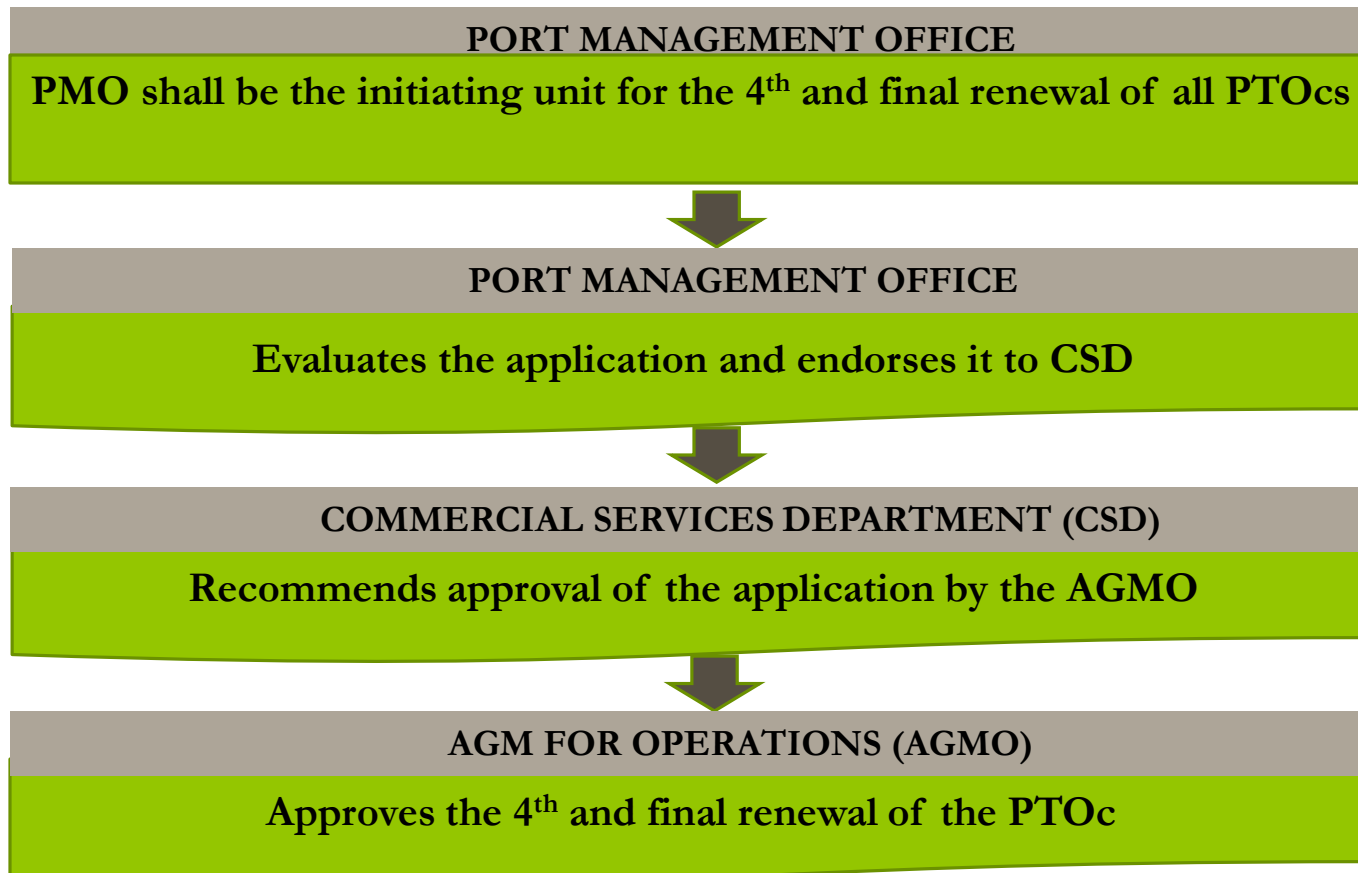 PORT MANAGEMENT OFFICE
PMO shall be the initiating unit for the 4th and final renewal of all PTOcs
PORT MANAGEMENT OFFICE
Evaluates the application and endorses it to CSD
COMMERCIAL SERVICES DEPARTMENT (CSD)
Recommends approval of the application by the AGMO
AGM FOR OPERATIONS (AGMO)
Approves the 4th and final renewal of the PTOc